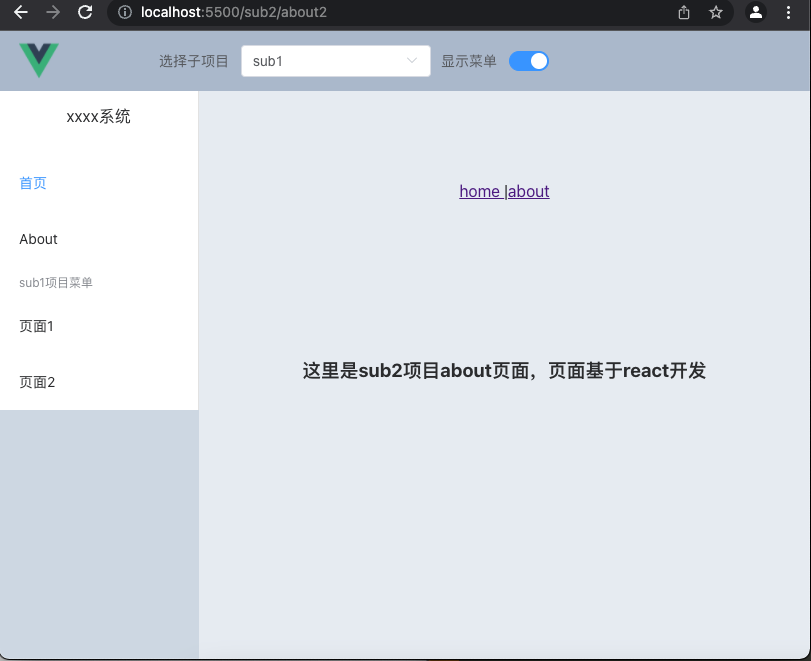 localhost:5500/sub2/about2
选择子项目 sub1 显示菜单
xxxx系统
首页
About
sub1项目菜单
页面1
页面2
home |about
这里是sub2项目about页面，页面基于react开发